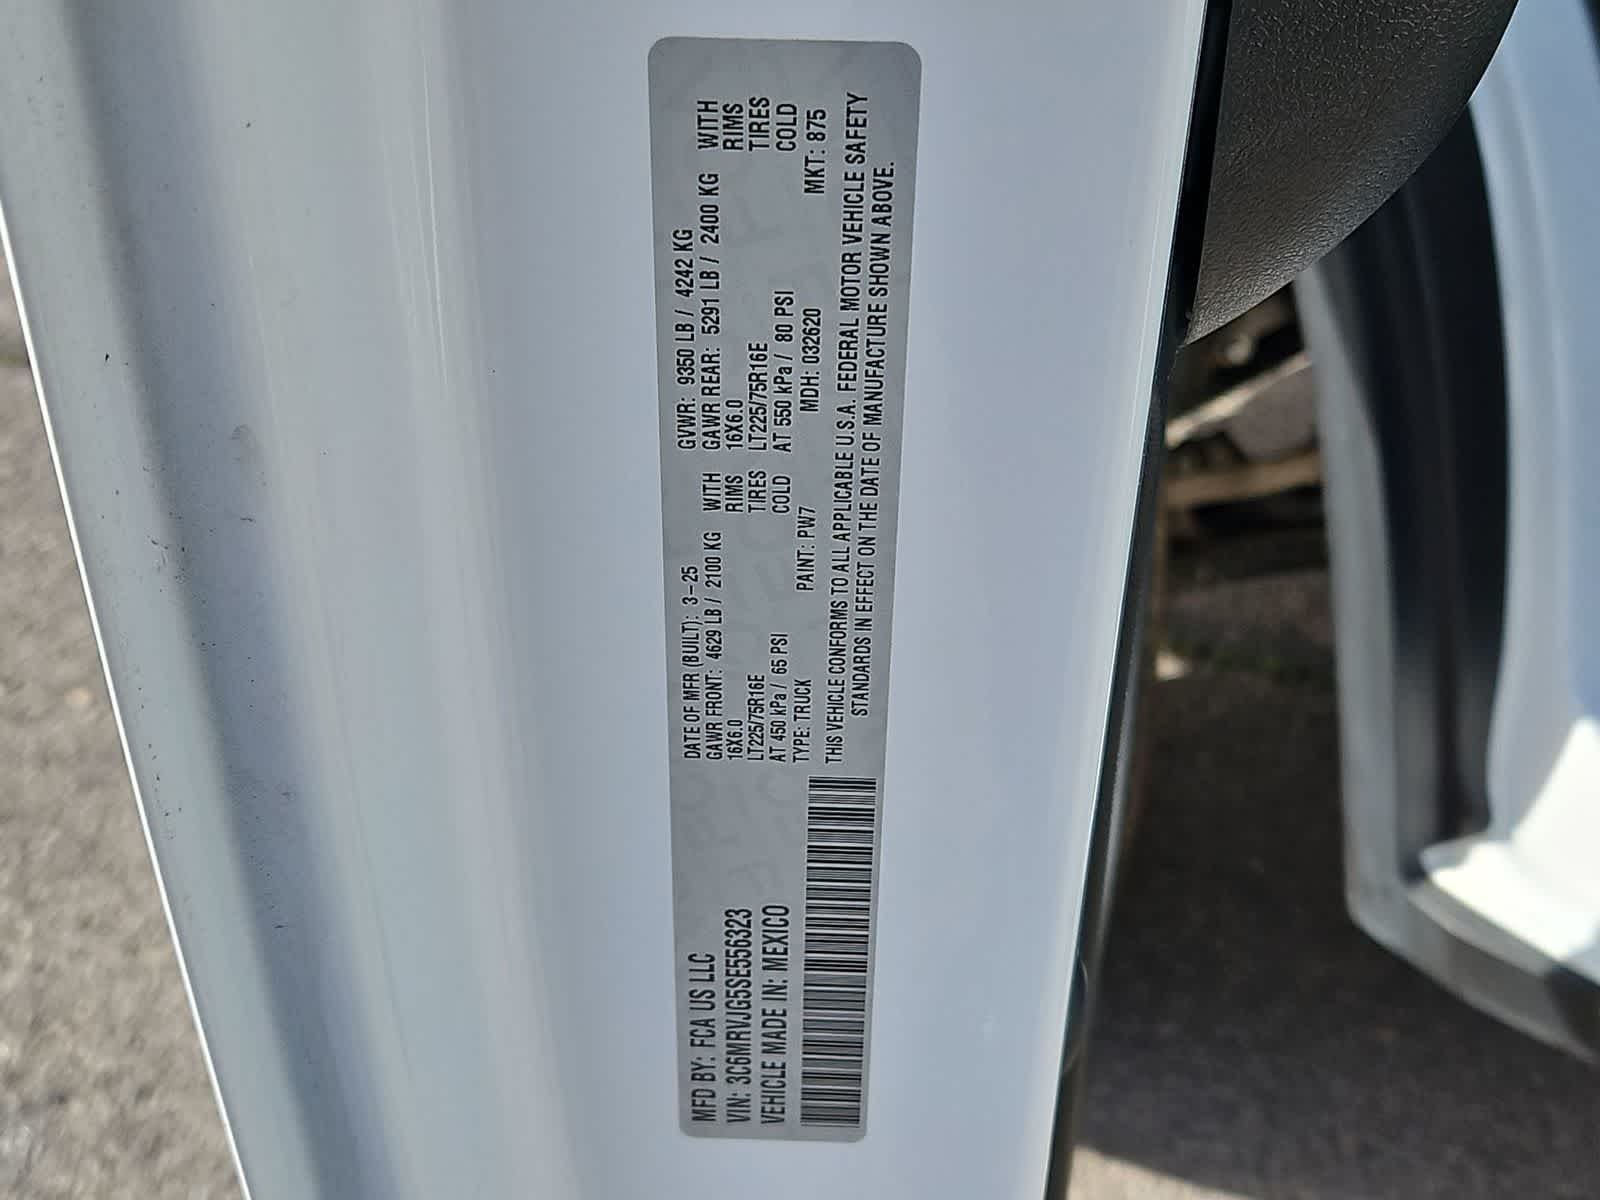 MFD BY: FCA US LLC
VIN: 3C6MRVJG5SE556323
VEHICLE MADE IN: MEXICO
DATE OF MFR (BUILT): 3-25 GVWR: 9350 LB / 4242 KG
GAWR FRONT: 4629 LB / 2100 KG WITH GAWR REAR: 5291 LB / 2400 KG WITH
16X6.0 RIMS 16X6.0 RIMS
LT225/75R16E TIRES LT225/75R16E TIRES
AT 450 kPa / 65 PSI COLD AT 550 kPa / 80 PSI COLD
TYPE: TRUCK PAINT: PW7 MDH: 032620 MKT: 875
THIS VEHICLE CONFORMS TO ALL APPLICABLE U.S.A. FEDERAL MOTOR VEHICLE SAFETY
STANDARDS IN EFFECT ON THE DATE OF MANUFACTURE SHOWN ABOVE.